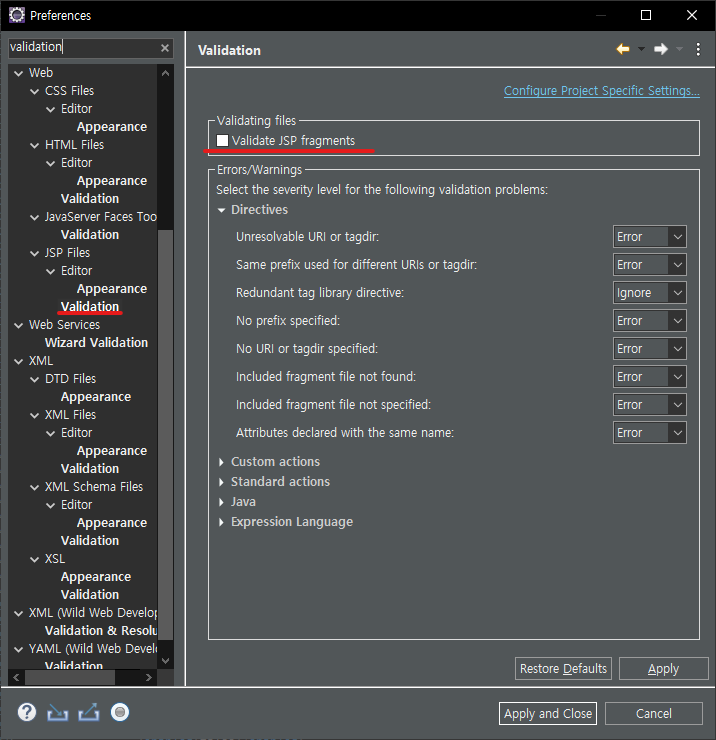 Preferences
validation
Web
CSS Files
Editor
Appearance
HTML Files
Editor
Appearance
Validation
JavaServer Faces Too
Validation
JSP Files
Editor
Appearance
Validation
Web Services
Wizard Validation
XML
DTD Files
Appearance
XML Files
Editor
Appearance
Validation
XML Schema Files
Editor
Appearance
Validation
XSL
Appearance
Validation
XML (Wild Web Develop
Validation & Resolu
YAML (Wild Web Devel
Validation
Validation
Configure Project Specific Settings...
Validating files
Validate JSP fragments
Errors/Warnings
Select the severity level for the following validation problems:
Directives
Unresolvable URI or tagdir: Error
Same prefix used for different URIs or tagdir: Error
Redundant tag library directive: Ignore
No prefix specified: Error
No URI or tagdir specified: Error
Included fragment file not found: Error
Included fragment file not specified: Error
Attributes declared with the same name: Error
Custom actions
Standard actions
Java
Expression Language
Restore Defaults Apply
Apply and Close Cancel